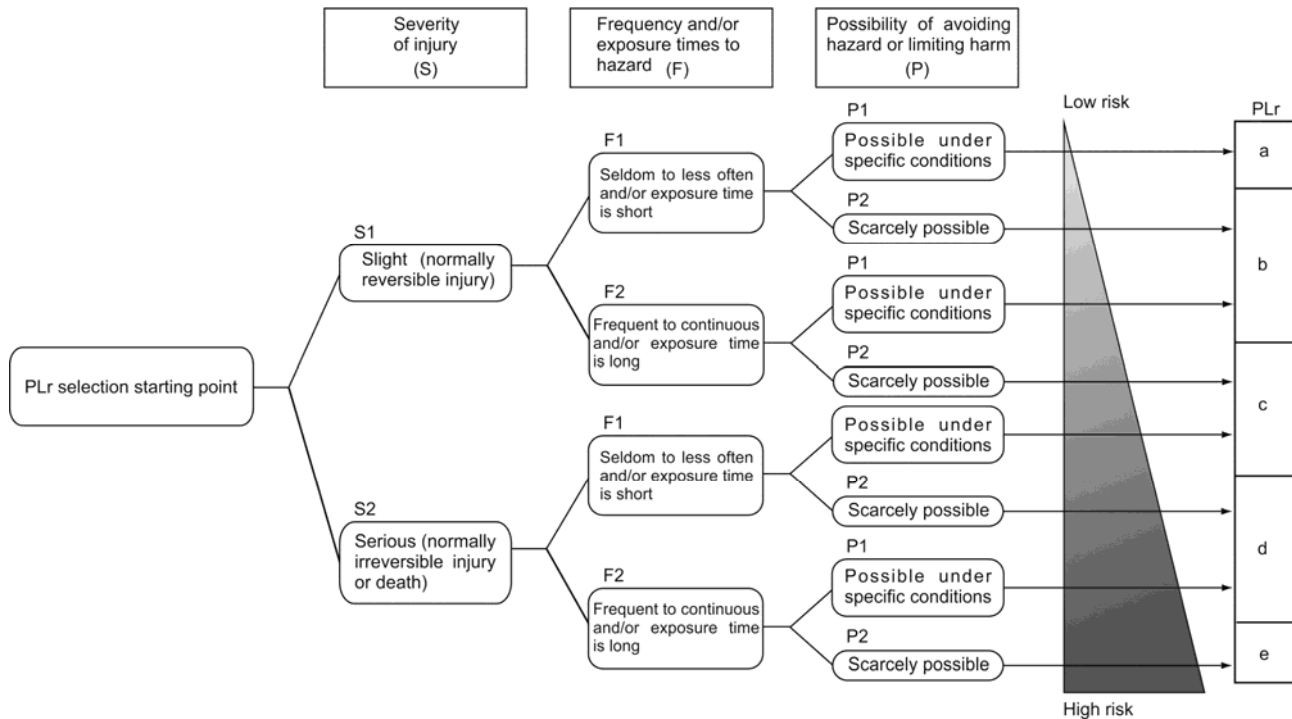 Severity
of injury
(S)
Frequency and/or
exposure times to
hazard (F)
Possibility of avoiding
hazard or limiting harm
(P)
Low risk
PLr
P1
Possible under
specific conditions
a
F1
Seldom to less often
and/or exposure time
is short
P2
Scarcely possible
S1
Slight (normally
reversible injury)
b
P1
Possible under
specific conditions
F2
Frequent to continuous
and/or exposure time
is long
P2
Scarcely possible
PLr selection starting point
c
F1
Seldom to less often
and/or exposure time
is short
Possible under
specific conditions
P2
Scarcely possible
S2
Serious (normally
irreversible injury
or death)
d
P1
Possible under
specific conditions
F2
Frequent to continuous
and/or exposure time
is long
P2
Scarcely possible
e
High risk